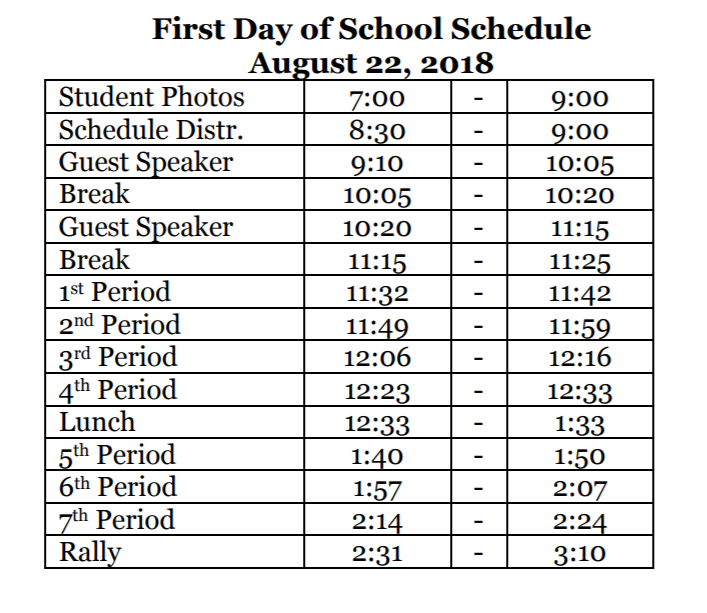 First Day of School Schedule
August 22, 2018
Student Photos 7:00 - 9:00
Schedule Distr. 8:30 - 9:00
Guest Speaker 9:10 - 10:05
Break 10:05 - 10:20
Guest Speaker 10:20 - 11:15
Break 11:15 - 11:25
1st Period 11:32 - 11:42
2nd Period 11:49 - 11:59
3rd Period 12:06 - 12:16
4th Period 12:23 - 12:33
Lunch 12:33 - 1:33
5th Period 1:40 - 1:50
6th Period 1:57 - 2:07
7th Period 2:14 - 2:24
Rally 2:31 - 3:10